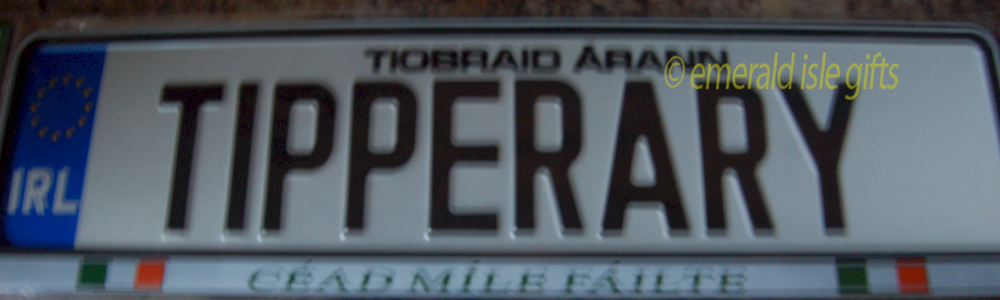 TIOBRAID ÁRANN
© emerald isle gifts
TIPPERARY
IRL
CÉAD MÍLE FÁILTE